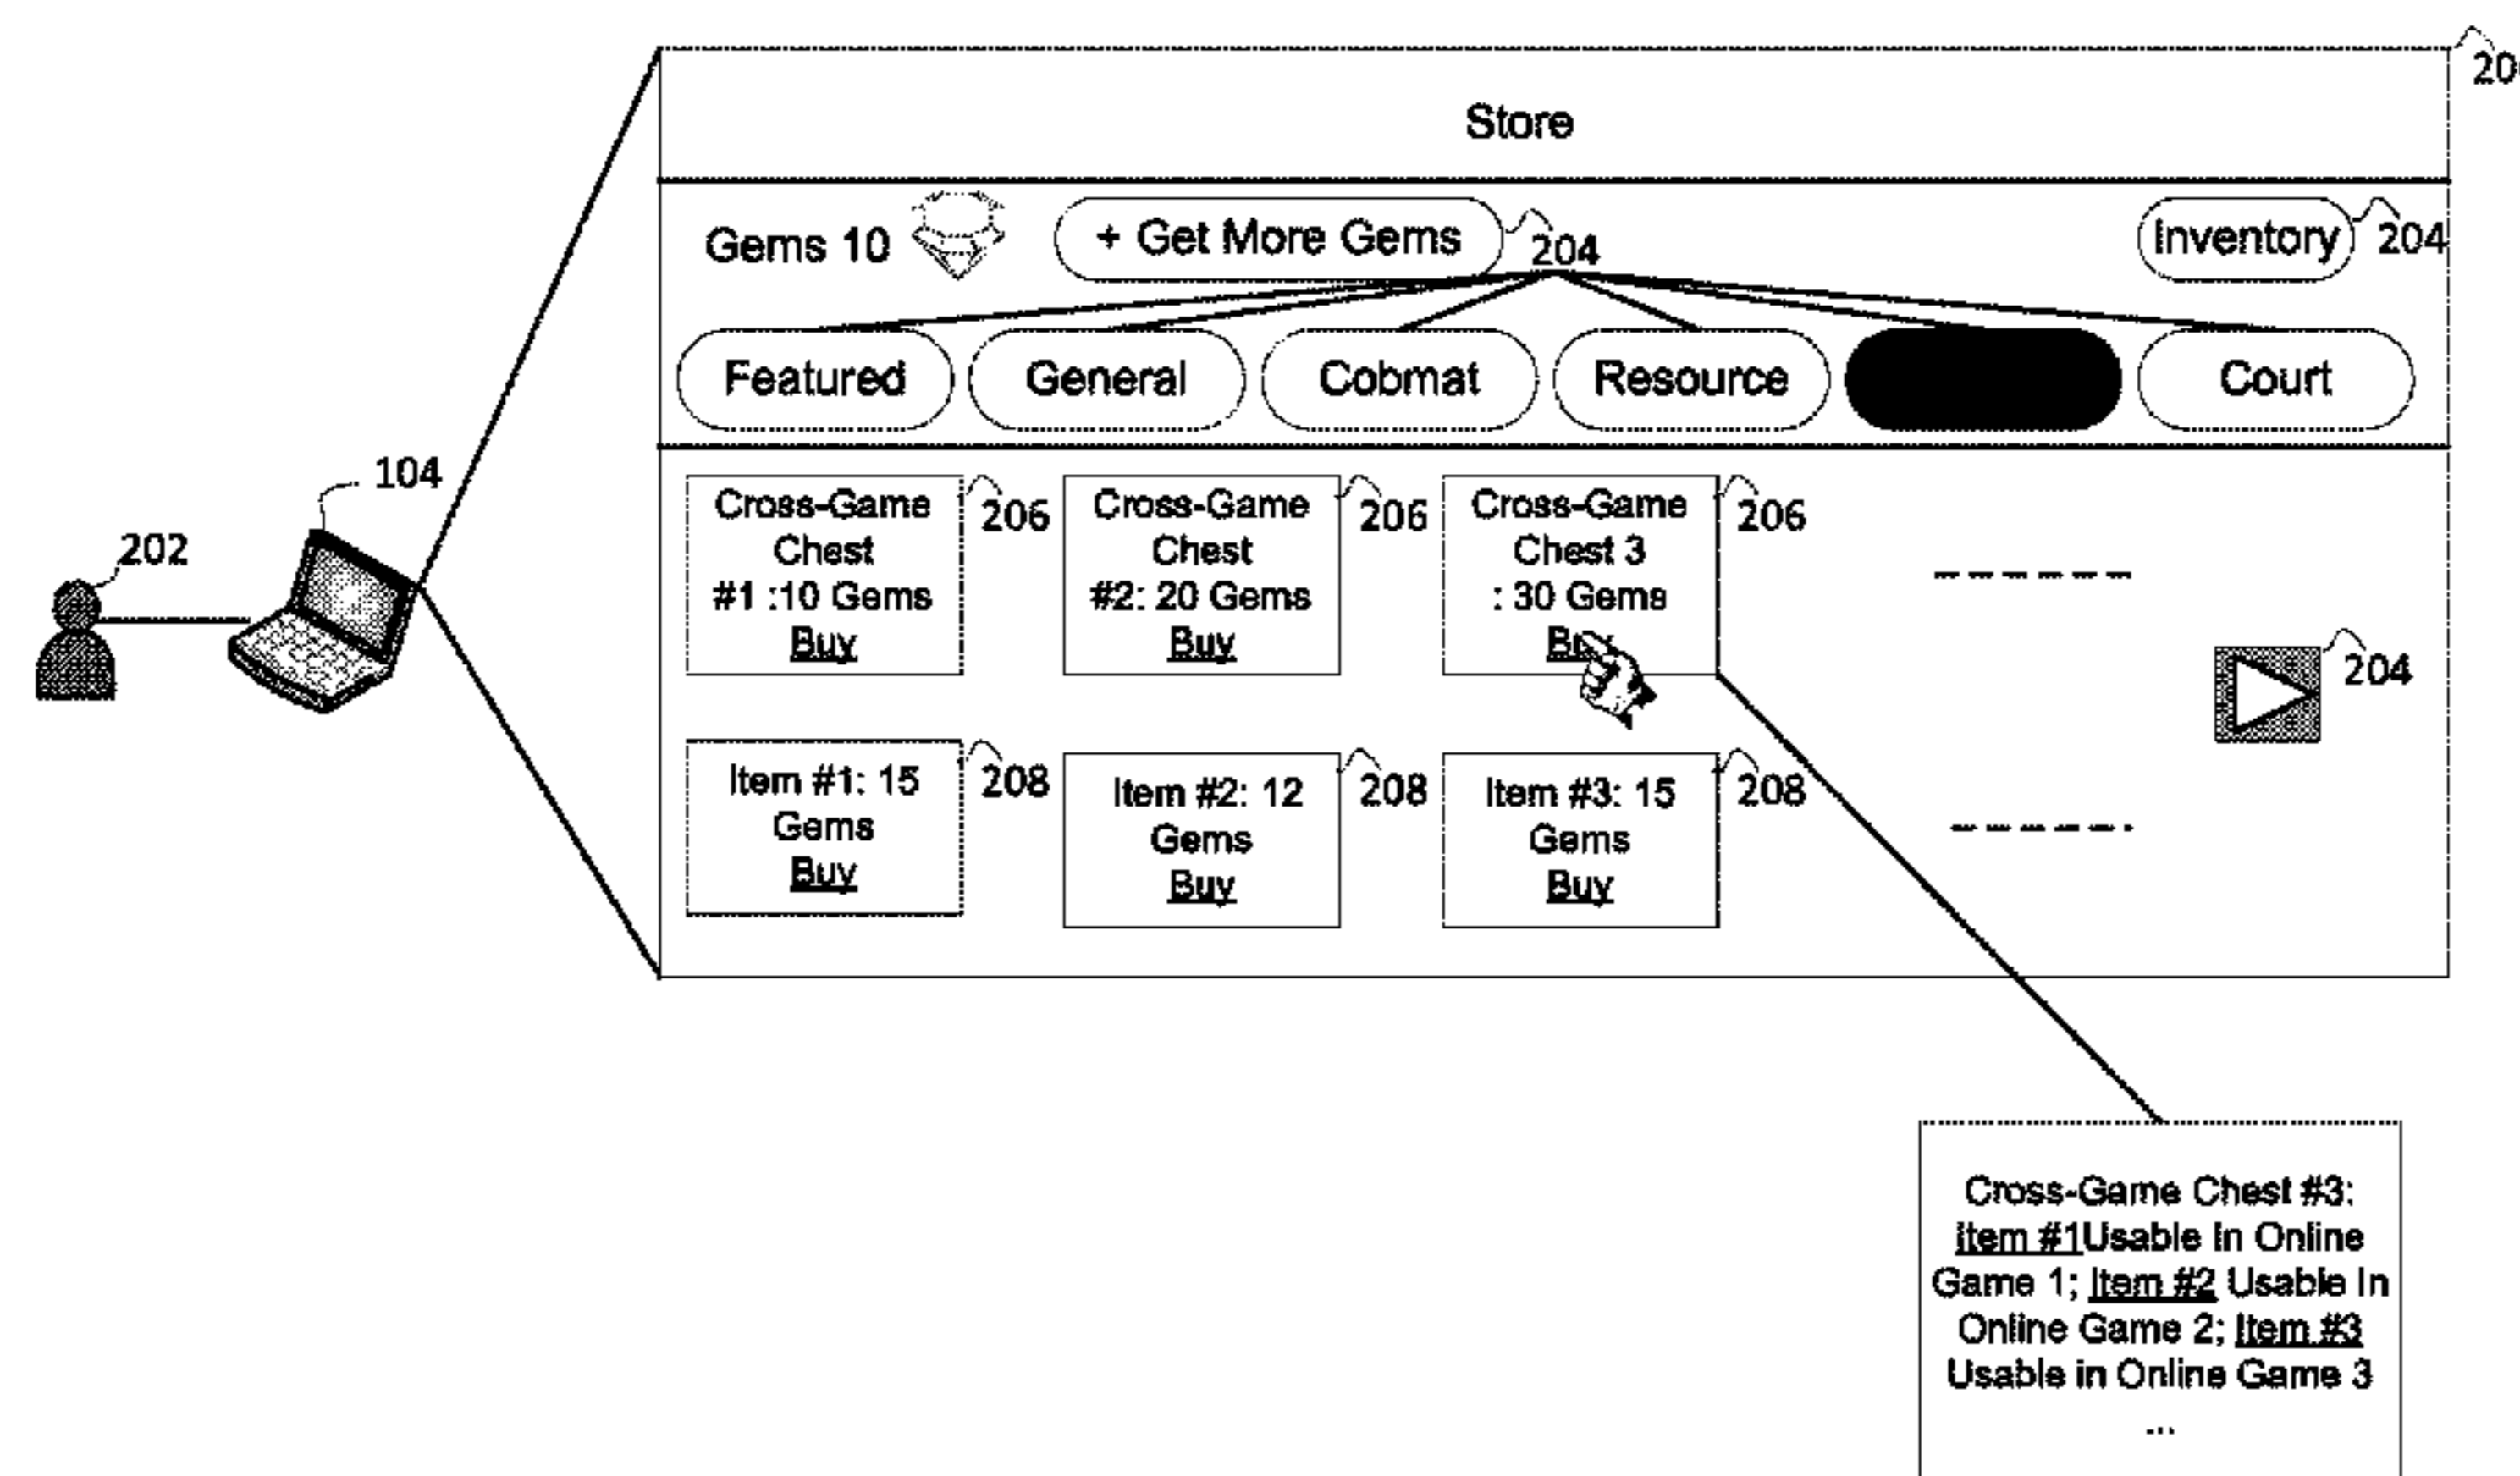 20
Store
Gems 10
+ Get More Gems
204
Inventory
204
Featured
General
Cobmat
Resource
Court
104
202
Cross-Game
Chest
#1 :10 Gems
Buy
206
Cross-Game
Chest
#2: 20 Gems
Buy
206
Cross-Game
Chest 3
: 30 Gems
Buy
206
204
Item #1: 15
Gems
Buy
208
Item #2: 12
Gems
Buy
208
Item #3: 15
Gems
Buy
208
Cross-Game Chest #3:
Item #1Usable In Online
Game 1; Item #2 Usable In
Online Game 2; Item #3
Usable in Online Game 3
...